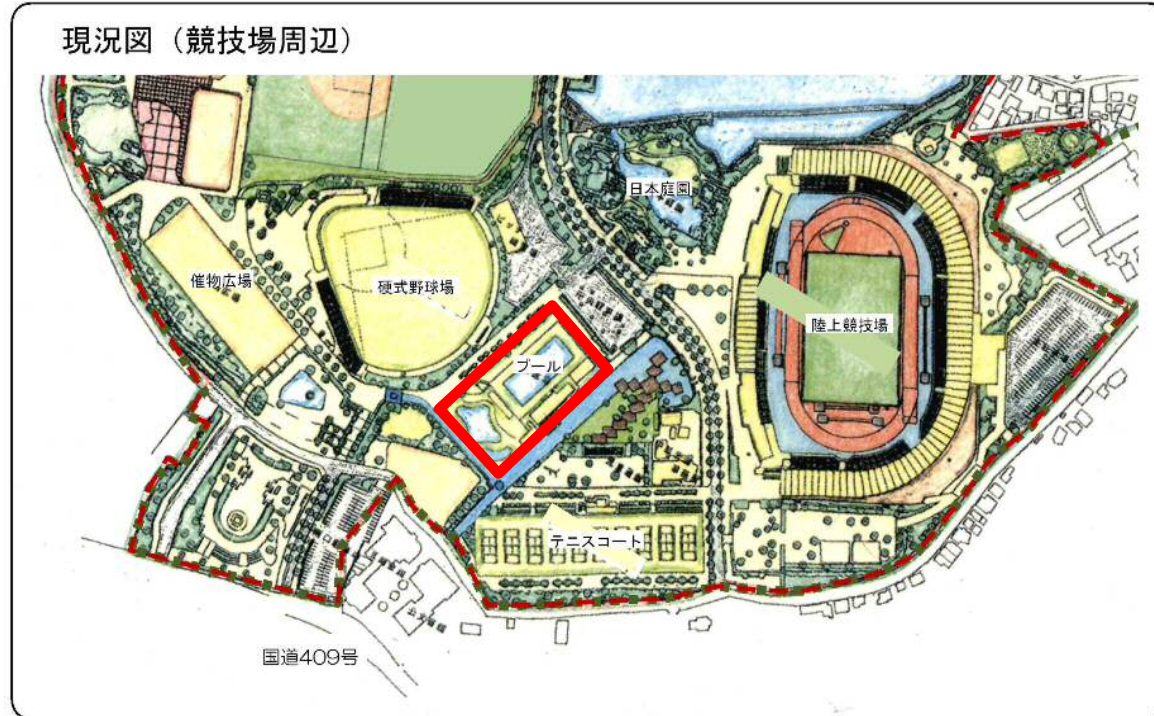 現況図（競技場周辺）
日本庭園
催物広場
硬式野球場
陸上競技場
プール
テニスコート
国道409号